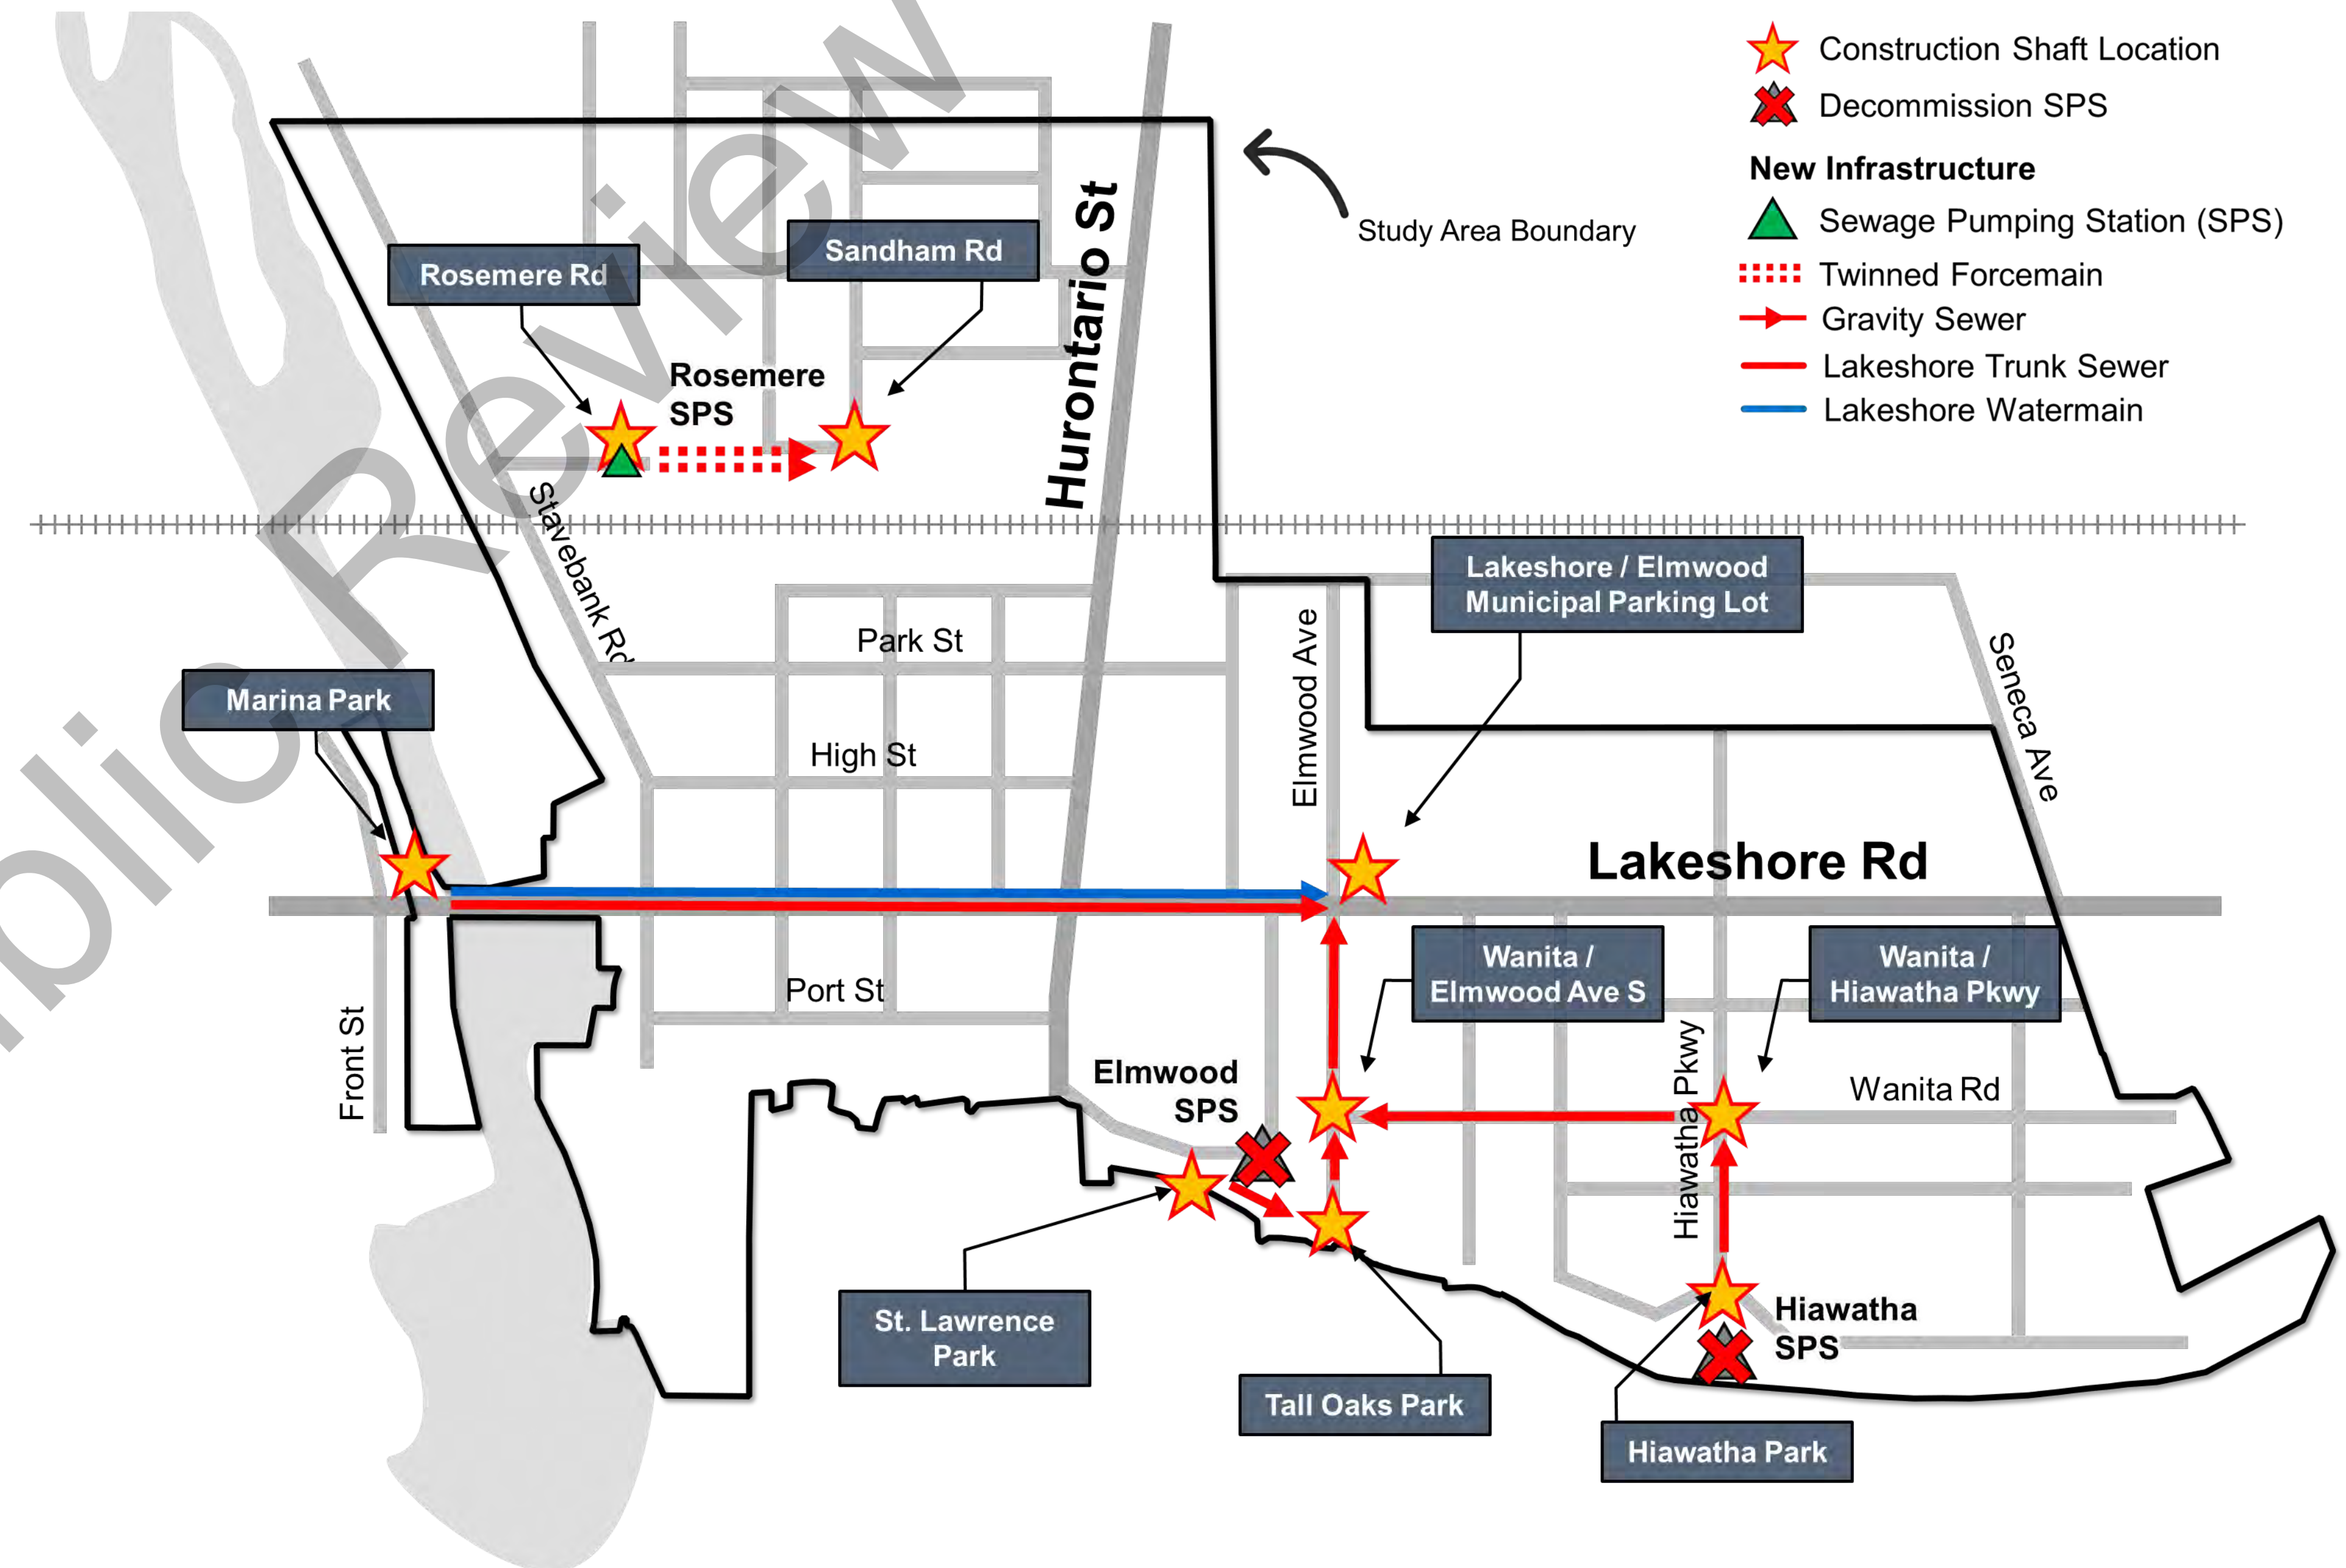 Construction Shaft Location
Decommission SPS
New Infrastructure
Sewage Pumping Station (SPS)
Twinned Forcemain
Gravity Sewer
Lakeshore Trunk Sewer
Lakeshore Watermain
Study Area Boundary
Hurontario St
Sandham Rd
Rosemere Rd
Rosemere
SPS
Stavebank Rd
Lakeshore / Elmwood
Municipal Parking Lot
Park St
Elmwood Ave
Seneca Ave
Marina Park
High St
Lakeshore Rd
Wanita /
Elmwood Ave S
Wanita /
Hiawatha Pkwy
Port St
Front St
Elmwood
SPS
Hiawatha Pkwy
Wanita Rd
St. Lawrence
Park
Hiawatha
SPS
Tall Oaks Park
Hiawatha Park
blic Review